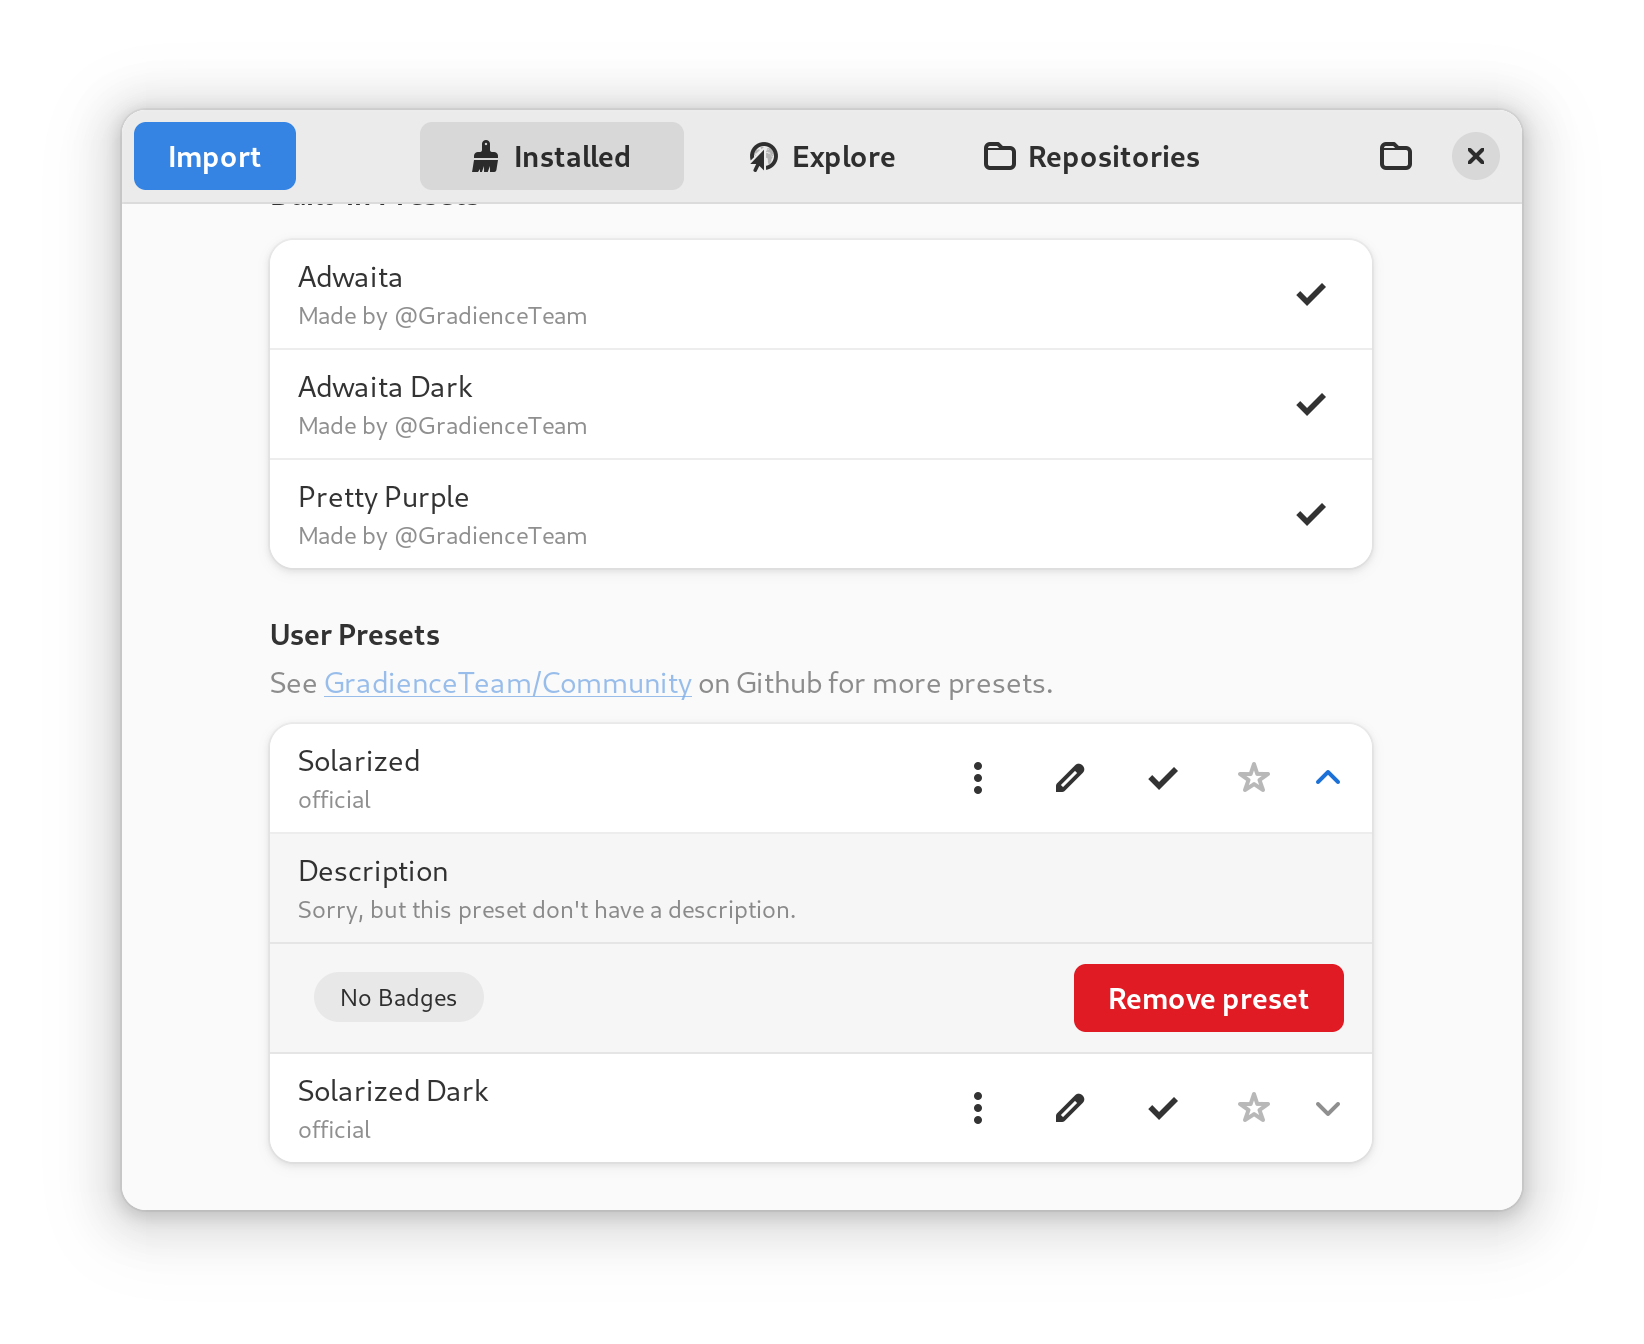 Import
Installed
Explore
Repositories
Adwaita
Made by @GradienceTeam
Adwaita Dark
Made by @GradienceTeam
Pretty Purple
Made by @GradienceTeam
User Presets
See GradienceTeam/Community on Github for more presets.
Solarized
official
Description
Sorry, but this preset don't have a description.
No Badges
Remove preset
Solarized Dark
official